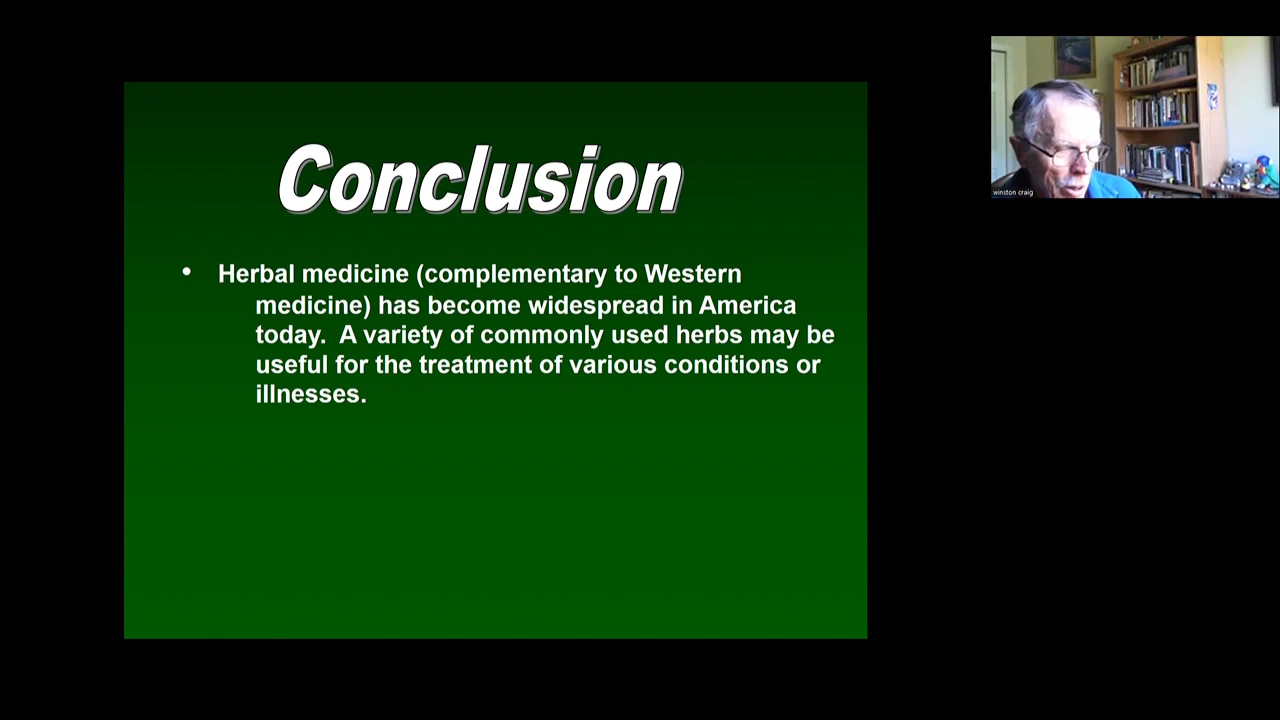 Conclusion
• Herbal medicine (complementary to Western
medicine) has become widespread in America
today.  A variety of commonly used herbs may be
useful for the treatment of various conditions or
illnesses.
winston craig